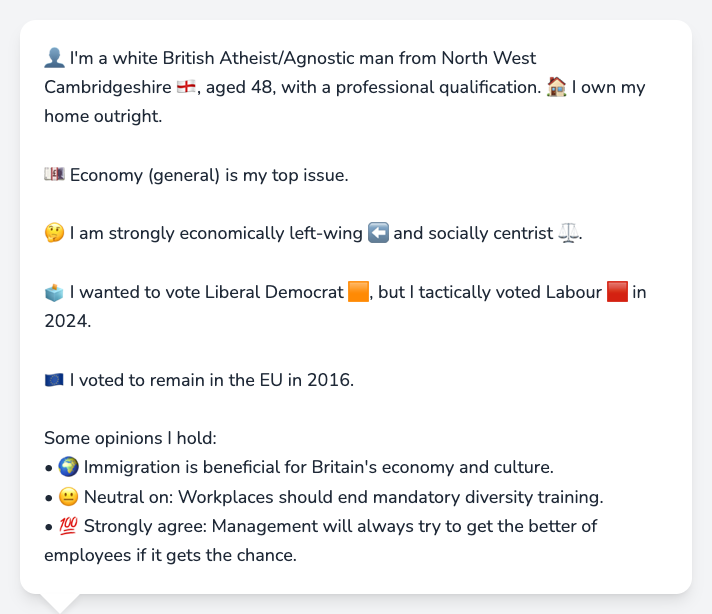 👤 I'm a white British Atheist/Agnostic man from North West
Cambridgeshire 🏴󠁧󠁢󠁥󠁮󠁧󠁿, aged 48, with a professional qualification. 🏠 I own my
home outright.
💷 Economy (general) is my top issue.
🤔 I am strongly economically left-wing ⬅️ and socially centrist ⚖️.
🗳️ I wanted to vote Liberal Democrat 🟧, but I tactically voted Labour 🟥 in
2024.
🇪🇺 I voted to remain in the EU in 2016.
Some opinions I hold:
• 🌍 Immigration is beneficial for Britain's economy and culture.
• 😐 Neutral on: Workplaces should end mandatory diversity training.
• 💯 Strongly agree: Management will always try to get the better of
employees if it gets the chance.